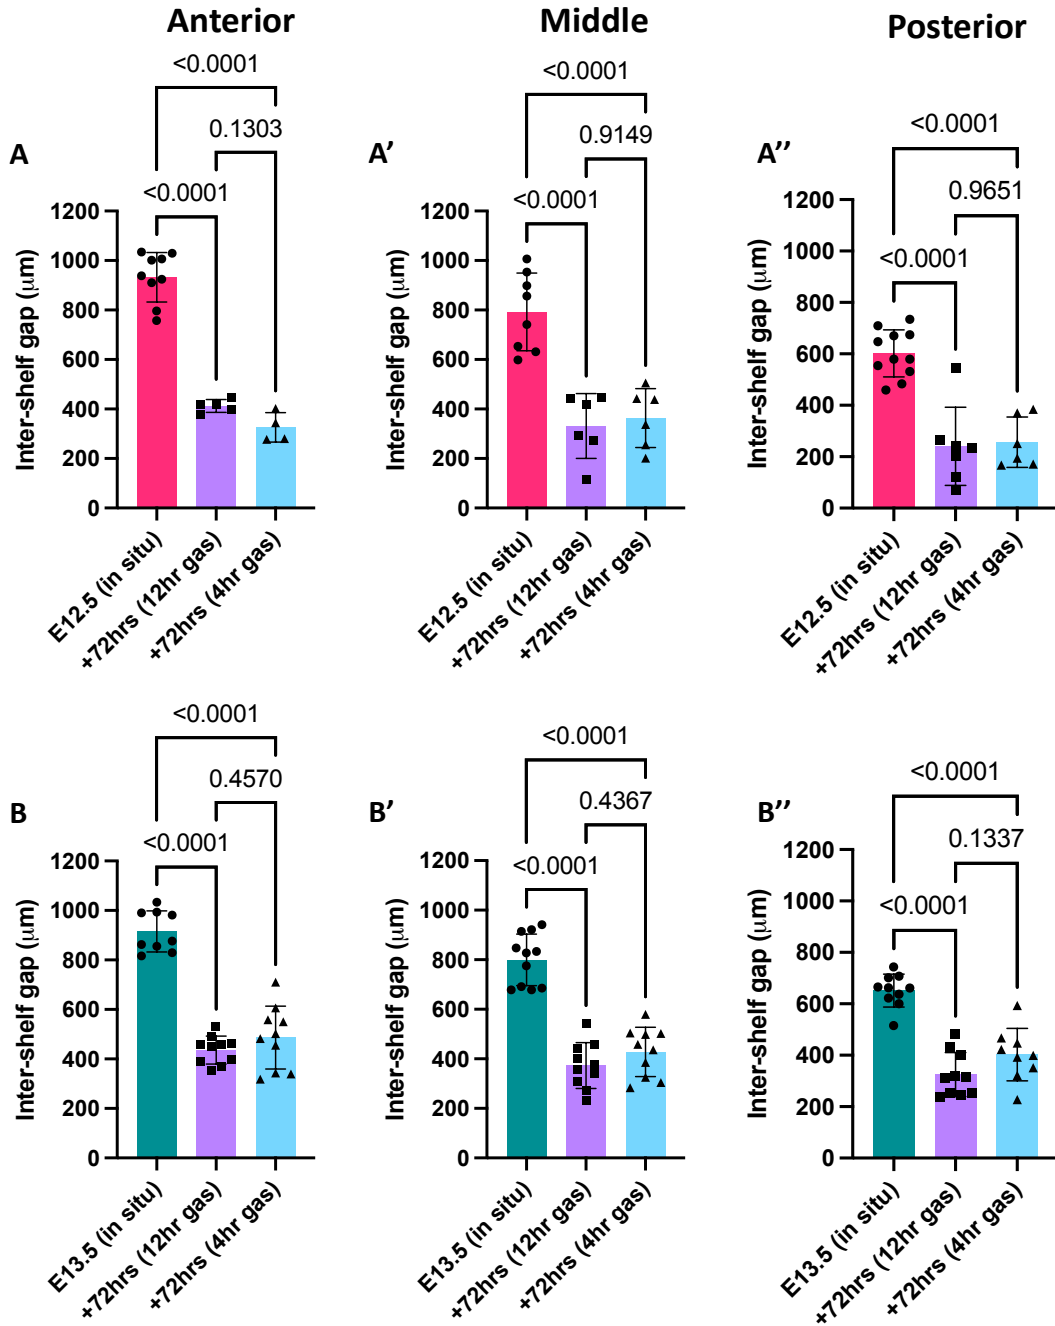 Anterior
Middle
Posterior
A
<0.0001
0.1303
<0.0001
Inter-shelf gap (μm)
1200
1000
800
600
400
200
0
E12.5 (in situ)
+72hrs (12hr gas)
+72hrs (4hr gas)
A'
<0.0001
0.9149
<0.0001
Inter-shelf gap (μm)
1200
1000
800
600
400
200
0
E12.5 (in situ)
+72hrs (12hr gas)
+72hrs (4hr gas)
A''
<0.0001
0.9651
<0.0001
Inter-shelf gap (μm)
1200
1000
800
600
400
200
0
E12.5 (in situ)
+72hrs (12hr gas)
+72hrs (4hr gas)
B
<0.0001
0.4570
<0.0001
Inter-shelf gap (μm)
1200
1000
800
600
400
200
0
E13.5 (in situ)
+72hrs (12hr gas)
+72hrs (4hr gas)
B'
<0.0001
0.4367
<0.0001
Inter-shelf gap (μm)
1200
1000
800
600
400
200
0
E13.5 (in situ)
+72hrs (12hr gas)
+72hrs (4hr gas)
B''
<0.0001
0.1337
<0.0001
Inter-shelf gap (μm)
1200
1000
800
600
400
200
0
E13.5 (in situ)
+72hrs (12hr gas)
+72hrs (4hr gas)